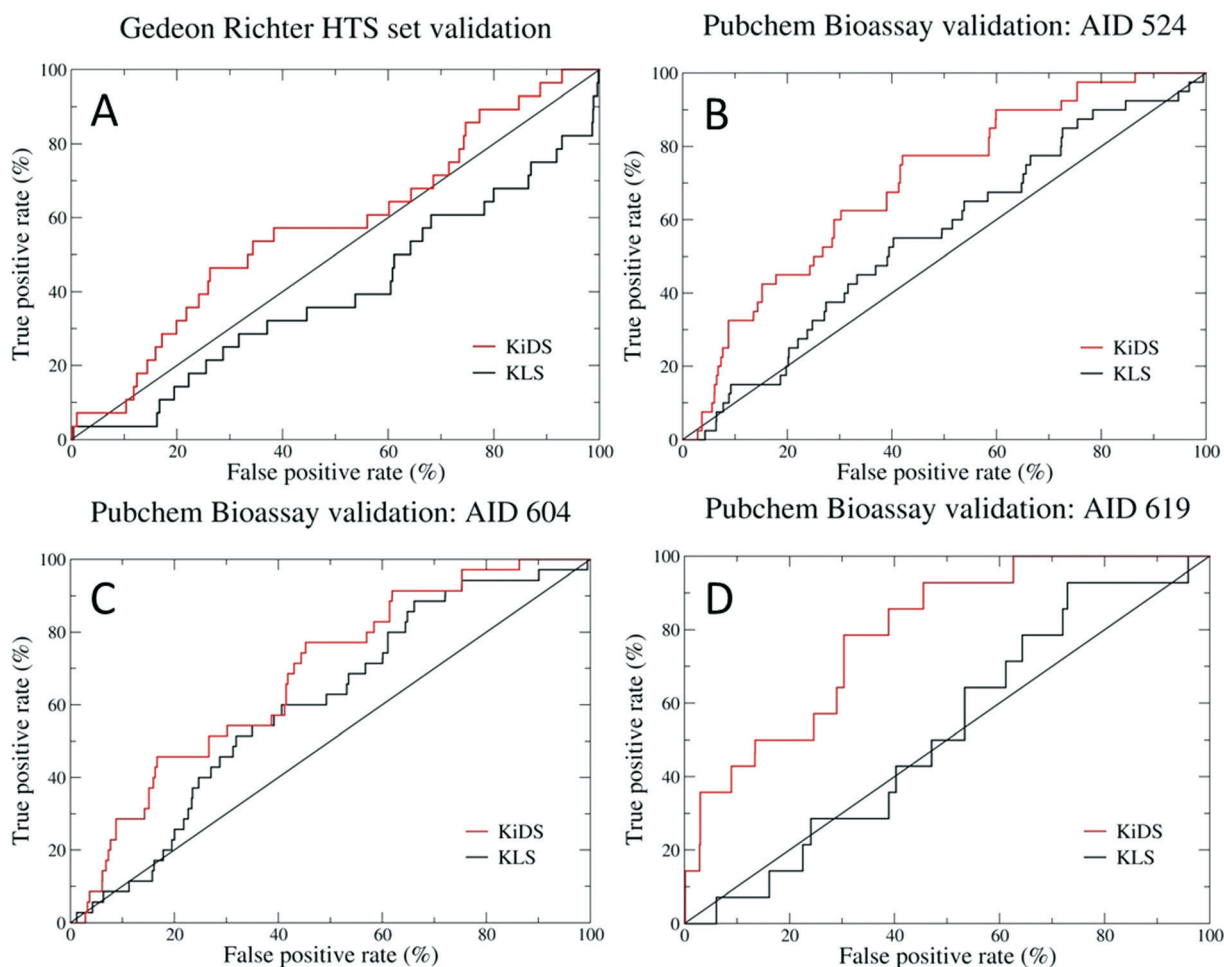 Gedeon Richter HTS set validation
A
100
80
60
40
20
0
True positive rate (%)
KiDS
KLS
0 20 40 60 80 100
False positive rate (%)
Pubchem Bioassay validation: AID 524
B
100
80
60
40
20
0
True positive rate (%)
KiDS
KLS
0 20 40 60 80 100
False positive rate (%)
Pubchem Bioassay validation: AID 604
C
100
80
60
40
20
0
True positive rate (%)
KiDS
KLS
0 20 40 60 80 100
False positive rate (%)
Pubchem Bioassay validation: AID 619
D
100
80
60
40
20
0
True positive rate (%)
KiDS
KLS
0 20 40 60 80 100
False positive rate (%)